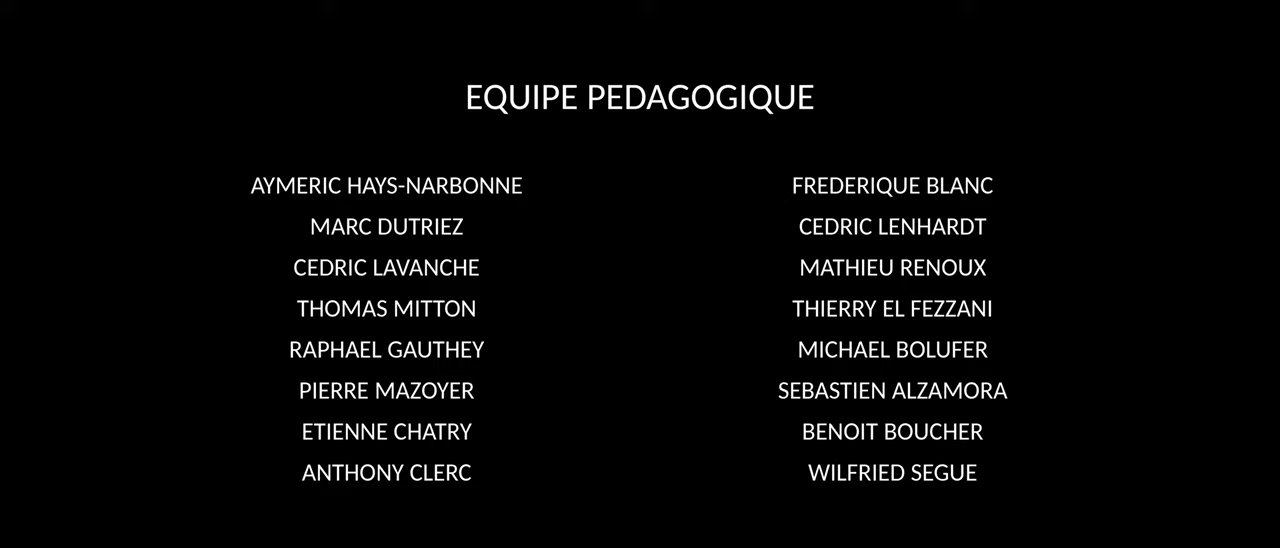 EQUIPE PEDAGOGIQUE
AYMERIC HAYS-NARBONNE
MARC DUTRIEZ
CEDRIC LAVANCHE
THOMAS MITTON
RAPHAEL GAUTHEY
PIERRE MAZOYER
ETIENNE CHATRY
ANTHONY CLERC
FREDERIQUE BLANC
CEDRIC LENHARDT
MATHIEU RENOUX
THIERRY EL FEZZANI
MICHAEL BOLUFER
SEBASTIEN ALZAMORA
BENOIT BOUCHER
WILFRIED SEGUE